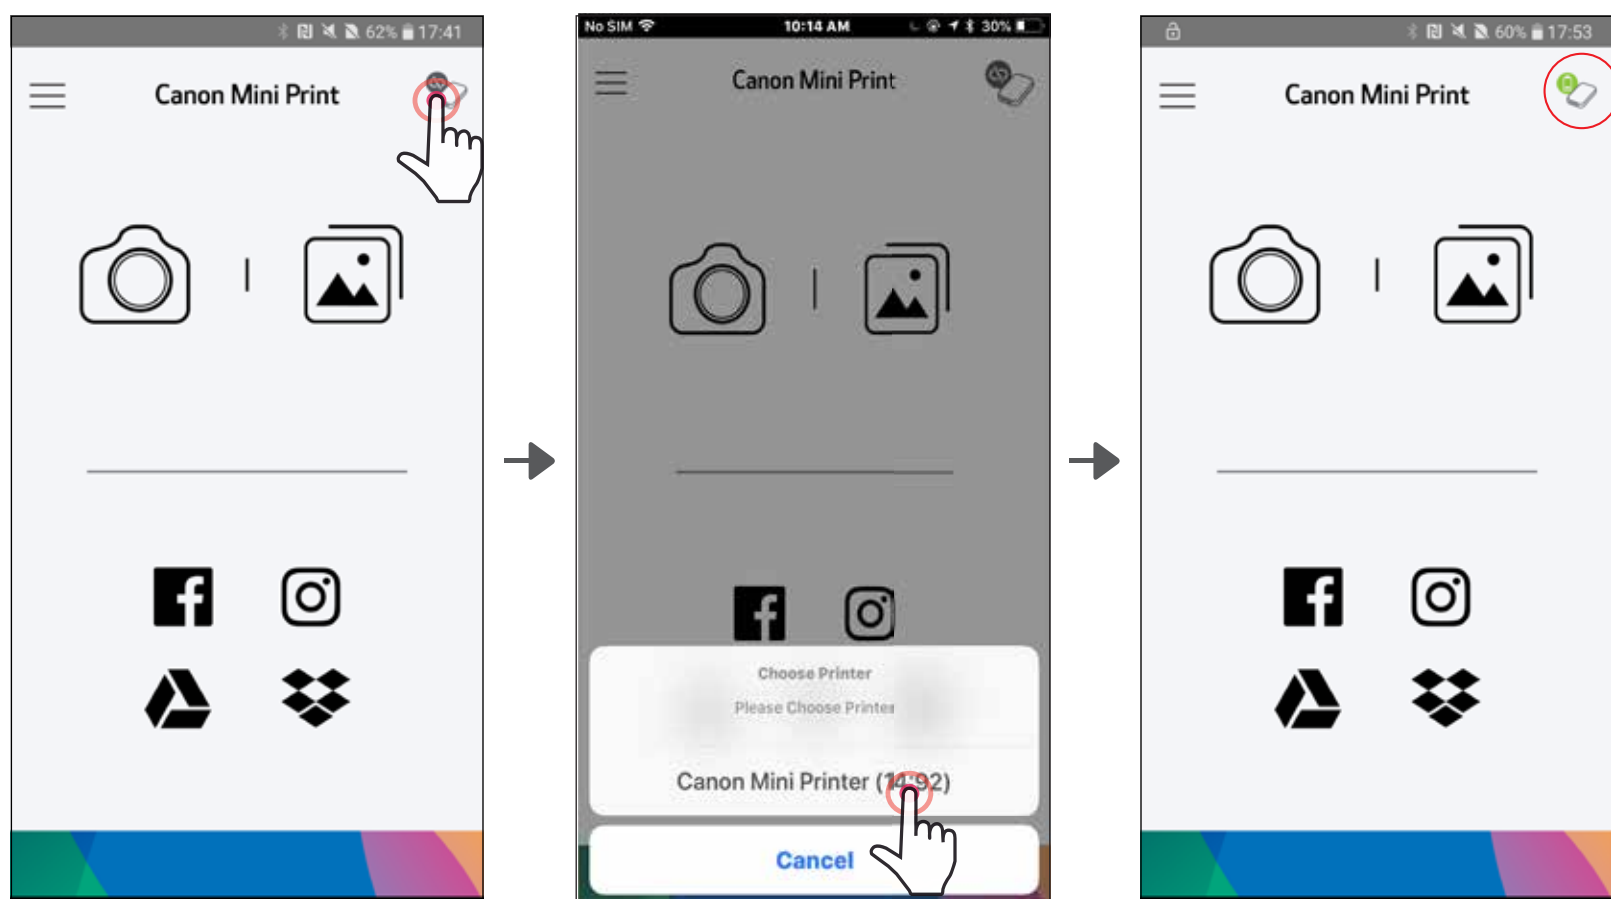 62% 17:41
Canon Mini Print
No SIM 10:14 AM 30%
Canon Mini Print
Choose Printer
Please Choose Printer
Canon Mini Printer (14:92)
Cancel
60% 17:53
Canon Mini Print